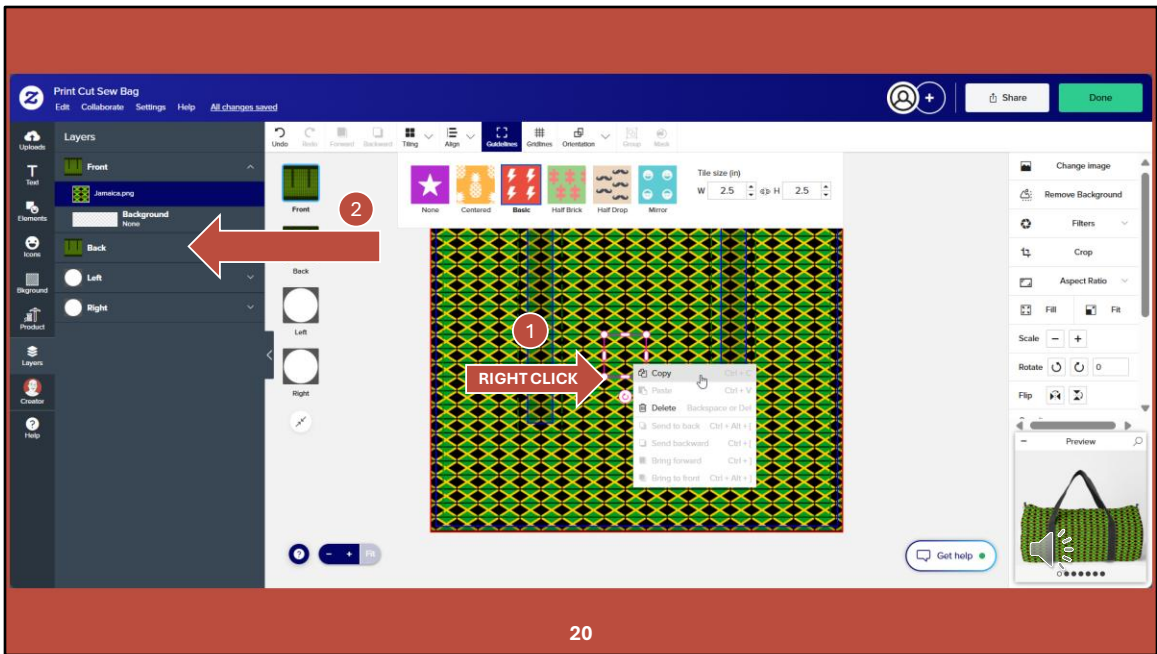 Print Cut Sew Bag
Edit Collaborate Settings Help All changes saved
+
Share
Done
Uploads
Text
Elements
Icons
Bkground
Product
Layers
Creator
Help
Layers
Front
Jamaica.png
Background
None
Back
Left
Right
Undo Redo Forward Backward Tiling Align Guidelines Gridlines Orientation Group Mask
Front
Back
Left
Right
None Centered Basic Half Brick Half Drop Mirror
Tile size (in)
W 2.5 H 2.5
2
1
RIGHT CLICK
Copy Ctrl + C
Paste Ctrl + V
Delete Backspace or Del
Send to back Ctrl + Alt + [
Send backward Ctrl + [
Bring forward Ctrl + ]
Bring to front Ctrl + Alt + ]
Change image
Remove Background
Filters
Crop
Aspect Ratio
Fill Fit
Scale - +
Rotate 0
Flip
- Preview
? - + Fit
Get help
20